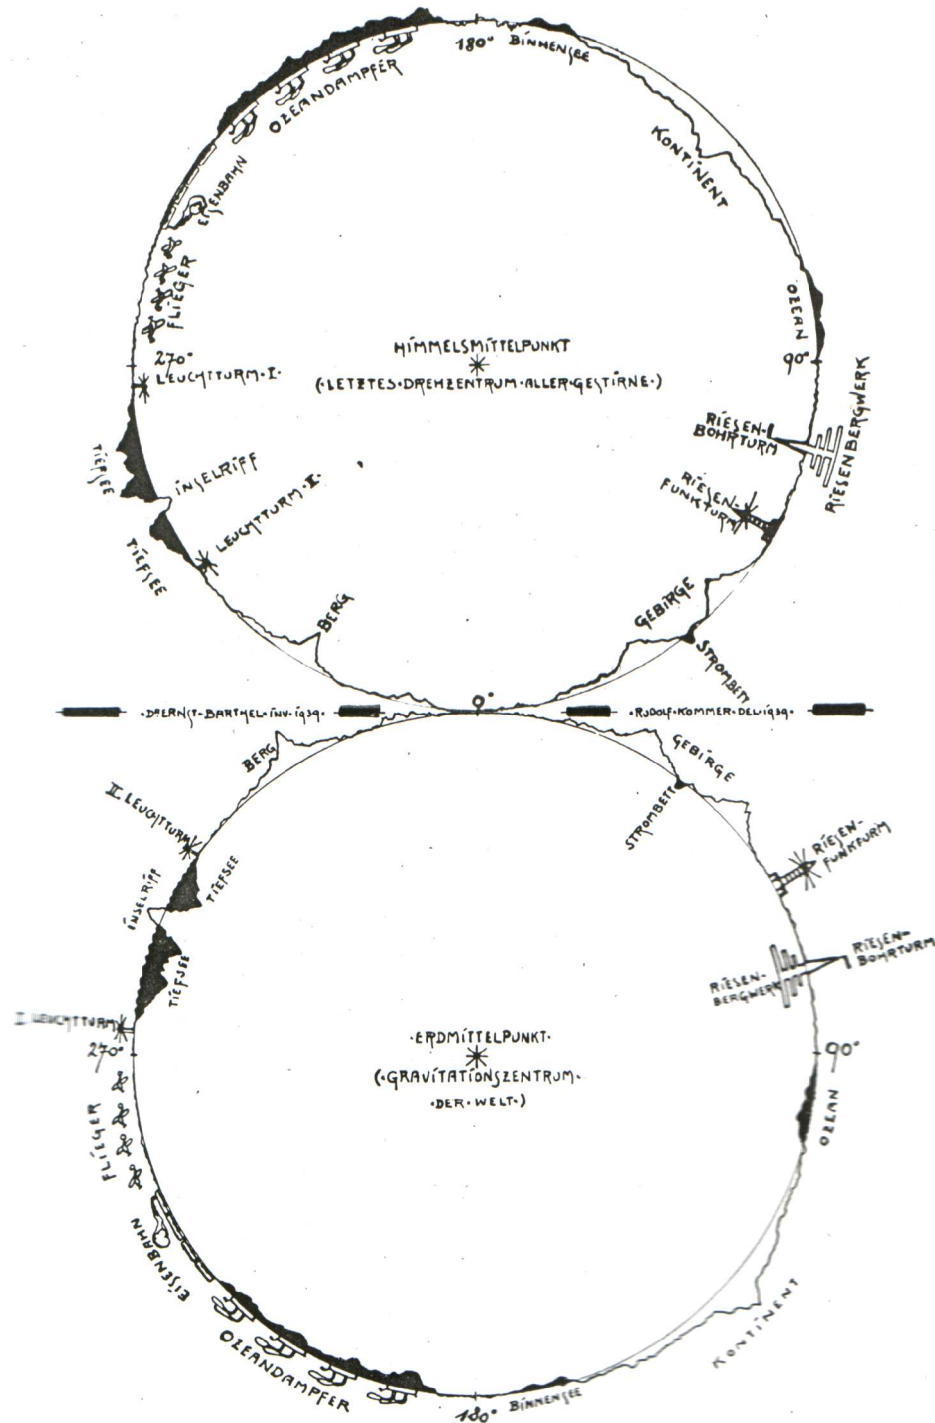 180°
BINNENSEE
OZEANDAMPFER
KONTINENT
EISENBAHN
FLIEGER
OZEAN
HIMMELSMITTELPUNKT
(·LETZTES·DREHZENTRUM·ALLER·GESTIRNE·)
270°
90°
LEUCHTTURM·I·
RIESEN-
BOHRTURM
RIESENBERGWERK
TIEFSEE
INSELRIFF
RIESEN-
FUNKTURM
LEUCHTTURM·II·
TIEFSEE
BERG
GEBIRGE
STROMBETT
0°
·DR·ERNST·BARTHEL·INV·1939·
·RUDOLF·KOMMER·DEL·1939·
BERG
GEBIRGE
STROMBETT
II. LEUCHTTURM
RIESEN-
FUNKTURM
INSELRIFF
TIEFSEE
RIESEN-
BOHRTURM
RIESEN-
BERGWERK
TIEFSEE
I. LEUCHTTURM
270°
90°
·ERDMITTELPUNKT·
(·GRAVITATIONSZENTRUM·
·DER·WELT·)
FLIEGER
OZEAN
EISENBAHN
KONTINENT
OZEANDAMPFER
180°
BINNENSEE